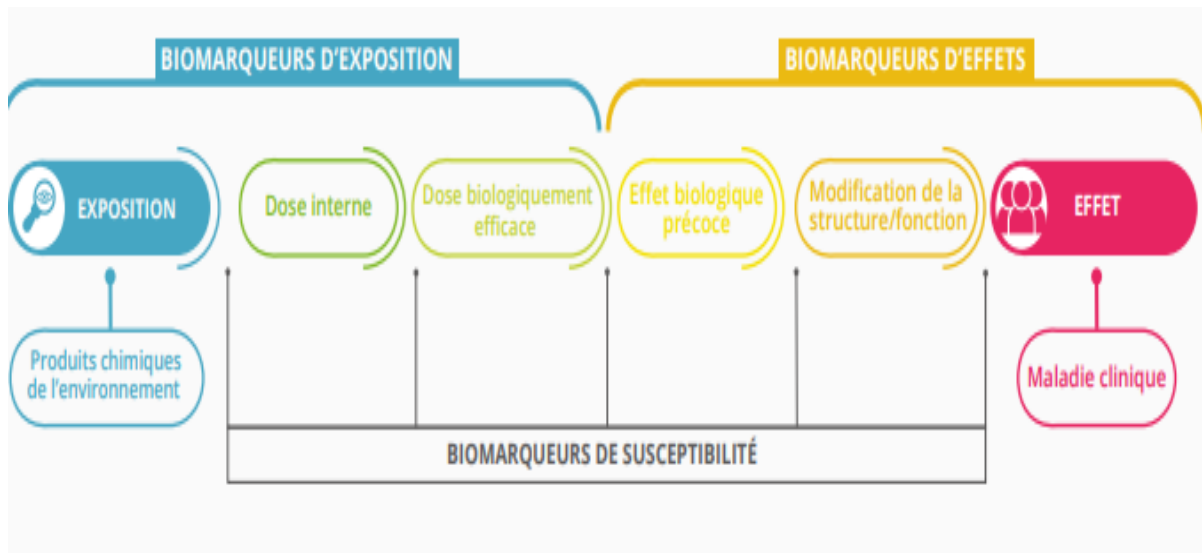 BIOMARQUEURS D'EXPOSITION
BIOMARQUEURS D'EFFETS
EXPOSITION
Dose interne
Dose biologiquement
efficace
Effet biologique
précoce
Modification de la
structure/fonction
EFFET
Produits chimiques
de l'environnement
Maladie clinique
BIOMARQUEURS DE SUSCEPTIBILITÉ